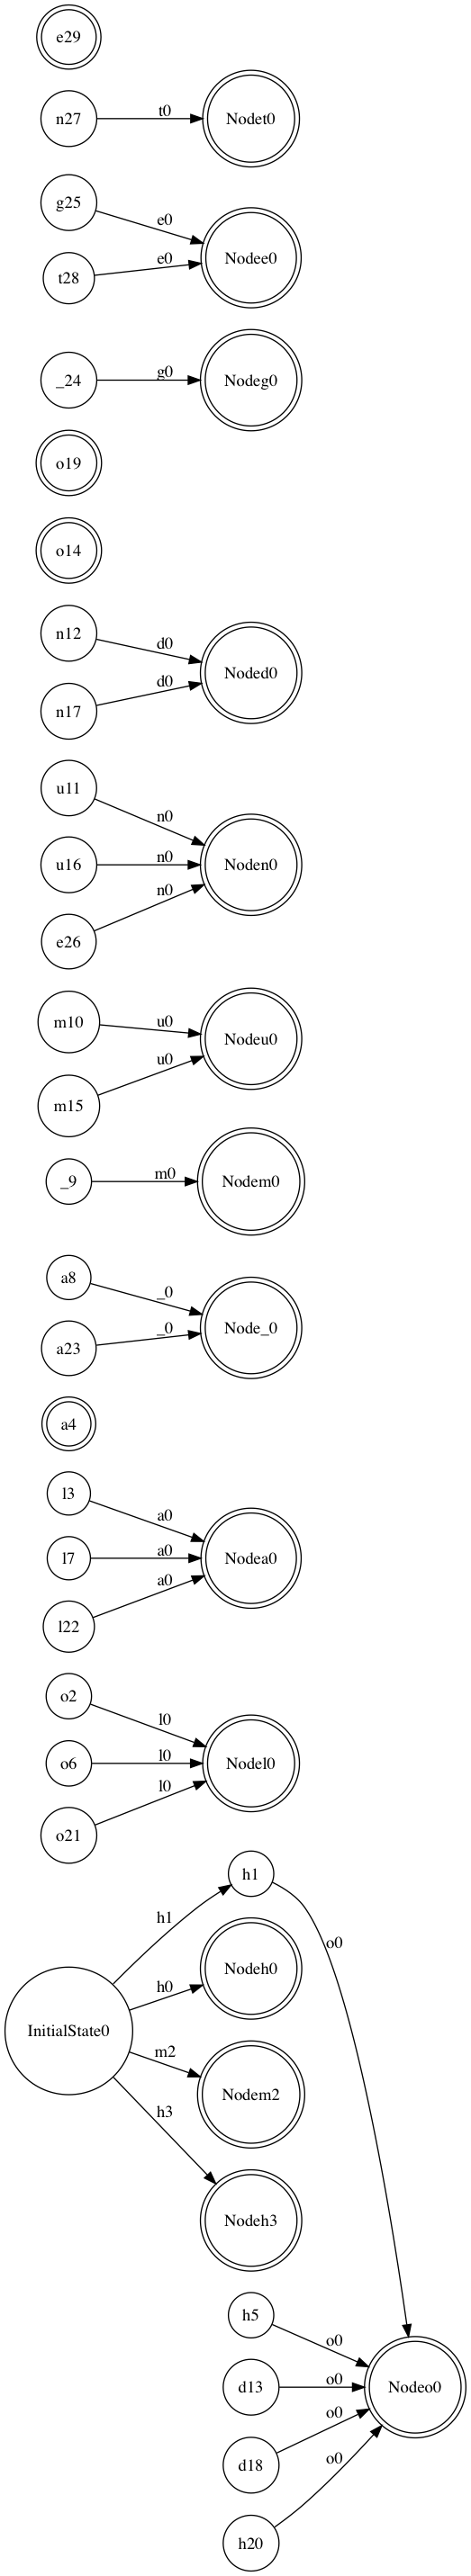 e29
n27
t0
Nodet0
g25
e0
Nodee0
t28
e0
_24
g0
Nodeg0
o19
o14
n12
d0
Noded0
n17
d0
u11
n0
u16
n0
Noden0
e26
n0
m10
u0
Nodeu0
m15
u0
_9
m0
Nodem0
a8
_0
Node_0
a23
_0
a4
l3
a0
l7
a0
Nodea0
l22
a0
o2
l0
o6
l0
Nodel0
o21
l0
h1
h1
o0
h0
Nodeh0
InitialState0
m2
Nodem2
h3
Nodeh3
h5
o0
d13
o0
Nodeo0
d18
o0
h20
o0